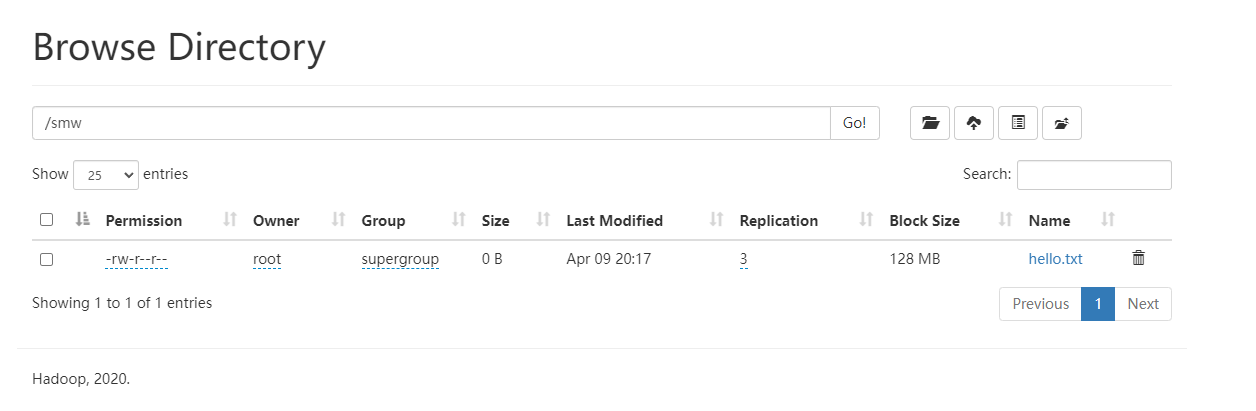 Browse Directory
/smw Go!
Show 25 entries Search:
Permission Owner Group Size Last Modified Replication Block Size Name
-rw-r--r-- root supergroup 0 B Apr 09 20:17 3 128 MB hello.txt
Showing 1 to 1 of 1 entries Previous 1 Next
Hadoop, 2020.